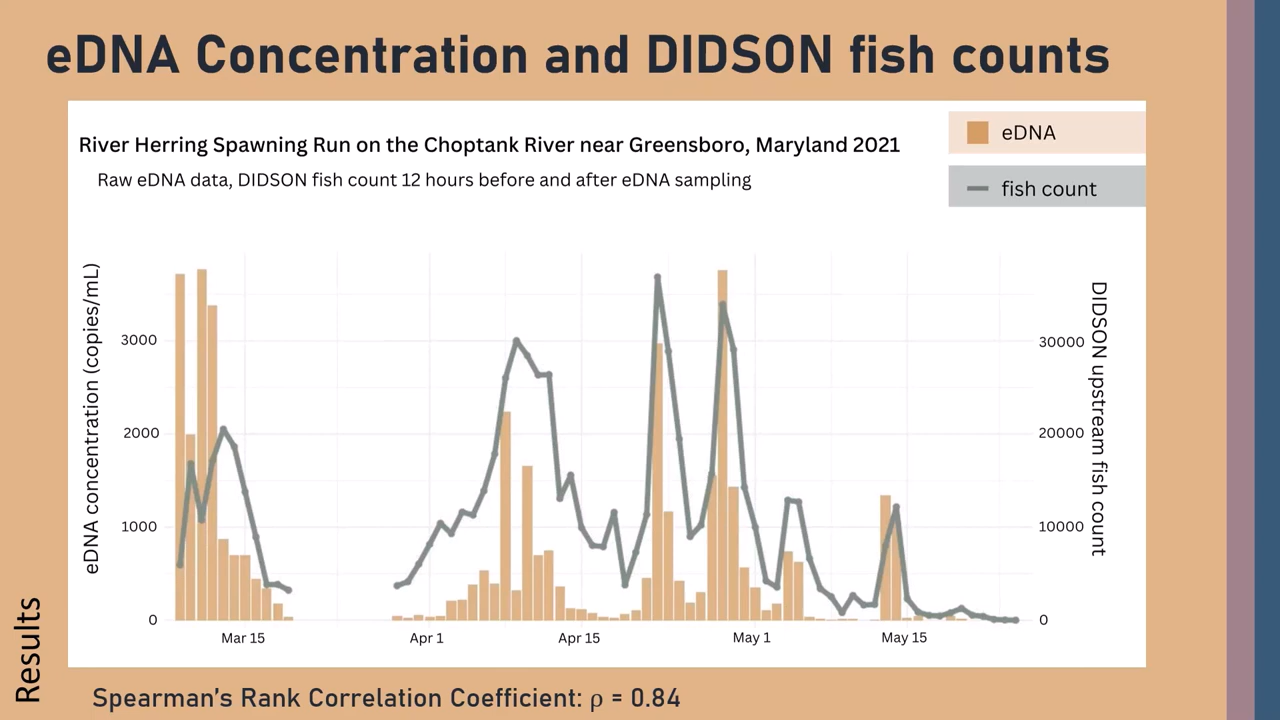 eDNA Concentration and DIDSON fish counts
River Herring Spawning Run on the Choptank River near Greensboro, Maryland 2021
Raw eDNA data, DIDSON fish count 12 hours before and after eDNA sampling
eDNA
fish count
eDNA concentration (copies/mL)
3000
2000
1000
0
30000
20000
10000
0
DIDSON upstream fish count
Mar 15
Apr 1
Apr 15
May 1
May 15
Results
Spearman's Rank Correlation Coefficient: ρ = 0.84